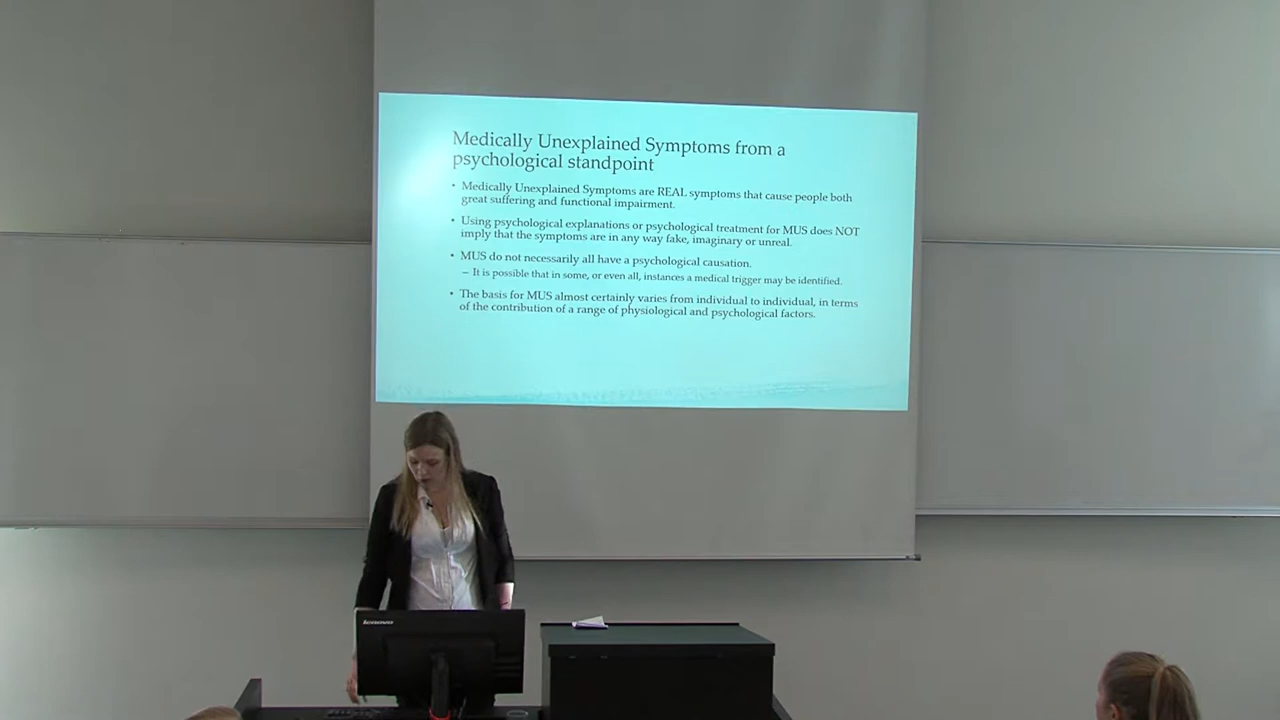 Medically Unexplained Symptoms from a
psychological standpoint
• Medically Unexplained Symptoms are REAL symptoms that cause people both
great suffering and functional impairment.
• Using psychological explanations or psychological treatment for MUS does NOT
imply that the symptoms are in any way fake, imaginary or unreal.
• MUS do not necessarily all have a psychological causation.
– It is possible that in some, or even all, instances a medical trigger may be identified.
• The basis for MUS almost certainly varies from individual to individual, in terms
of the contribution of a range of physiological and psychological factors.
lenovo